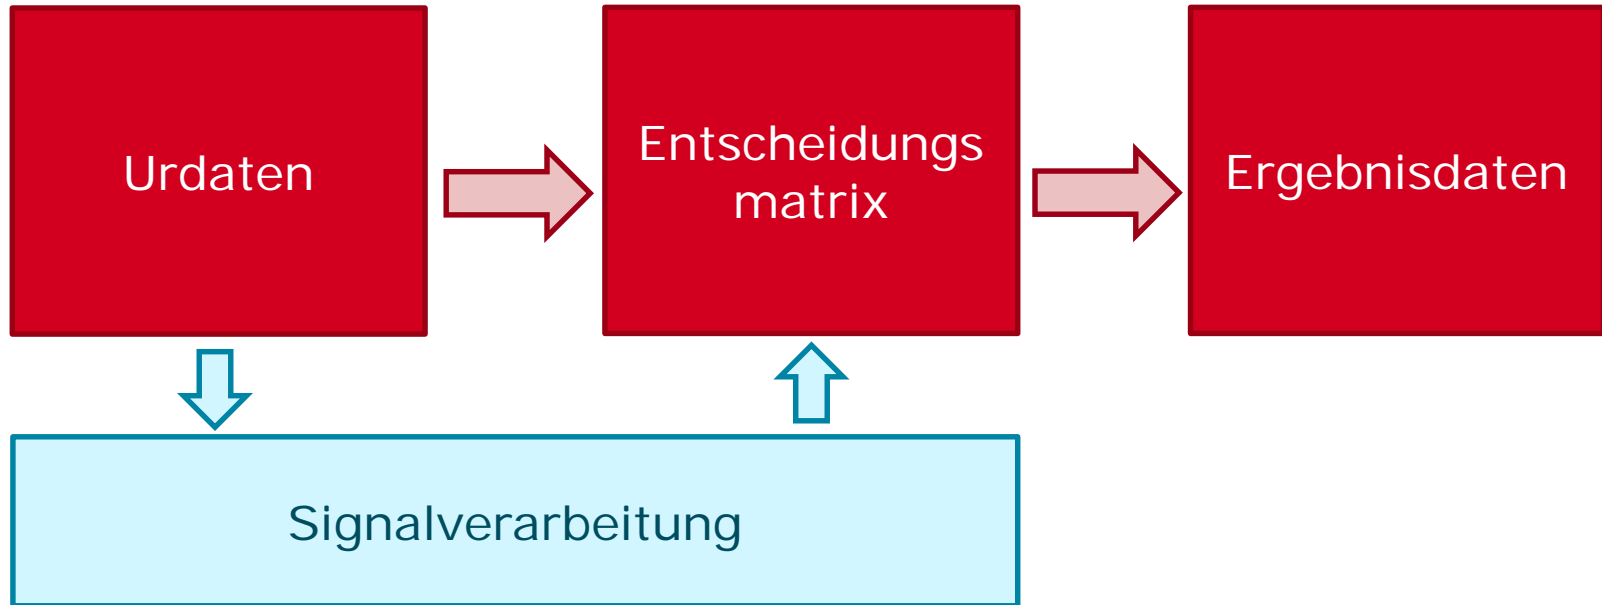 Urdaten
Entscheidungs
matrix
Ergebnisdaten
Signalverarbeitung